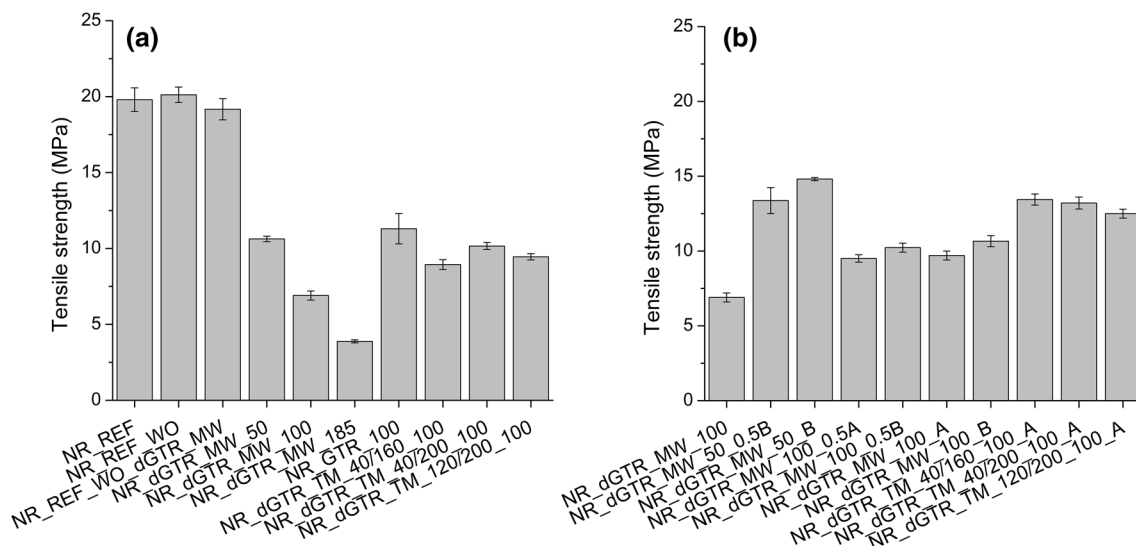 (a)
Tensile strength (MPa)
25
20
15
10
5
0
NR_REF
NR_REF_WO
NR_REF_WO_dGTR_MW
NR_dGTR_MW_50
NR_dGTR_MW_100
NR_dGTR_MW_185
NR_GTR_100
NR_dGTR_TM_40/160_100
NR_dGTR_TM_40/200_100
NR_dGTR_TM_120/200_100
(b)
Tensile strength (MPa)
25
20
15
10
5
0
NR_dGTR_MW_100
NR_dGTR_MW_50_0.5B
NR_dGTR_MW_50_B
NR_dGTR_MW_100_0.5A
NR_dGTR_MW_100_0.5B
NR_dGTR_MW_100_A
NR_dGTR_MW_100_B
NR_dGTR_TM_40/160_100_A
NR_dGTR_TM_40/200_100_A
NR_dGTR_TM_120/200_100_A